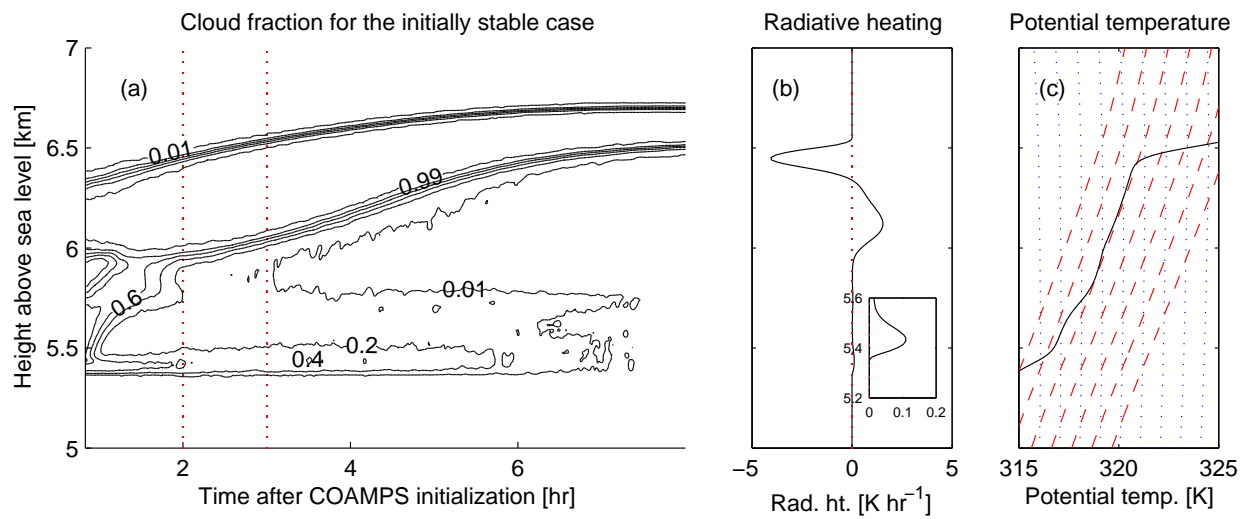 Cloud fraction for the initially stable case
Radiative heating
Potential temperature
7
6.5
6
5.5
5
Height above sea level [km]
(a)
0.01
0.99
0.6
0.01
0.2
0.4
2
4
6
Time after COAMPS initialization [hr]
(b)
5.6
5.4
5.2
0
0.1
0.2
−5
0
5
Rad. ht. [K hr−1]
(c)
315
320
325
Potential temp. [K]